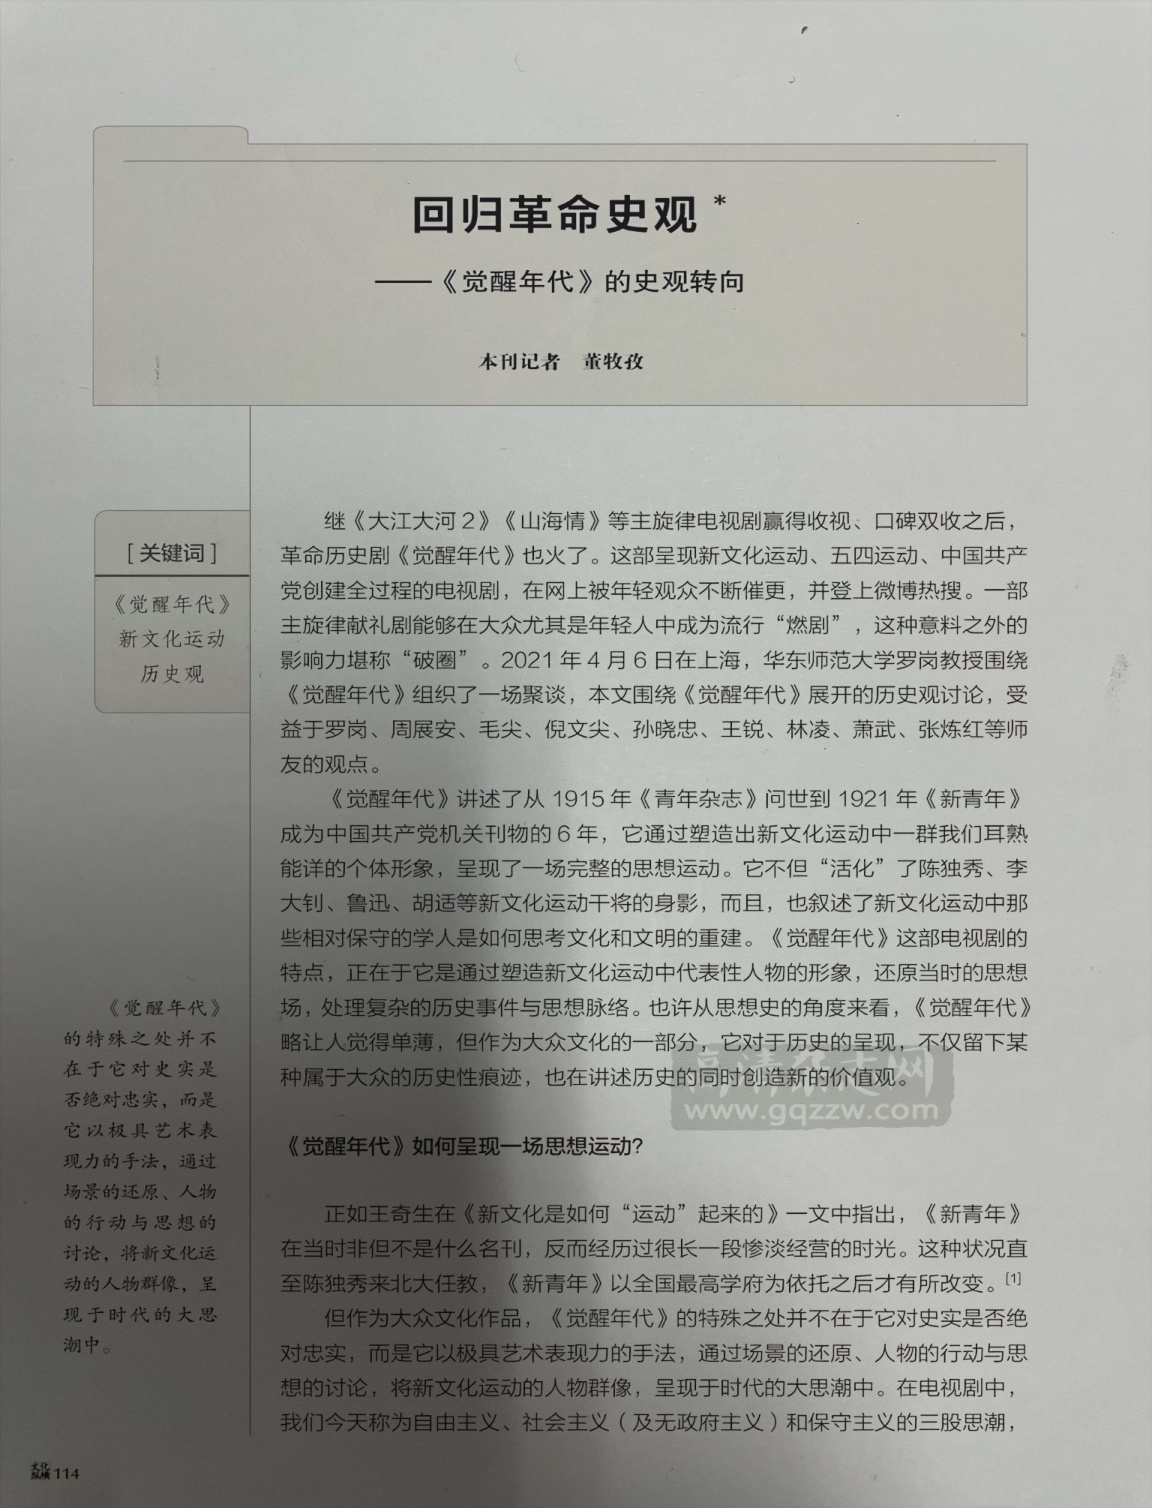 回归革命史观*
——《觉醒年代》的史观转向
本刊记者 董牧孜
[关键词]
《觉醒年代》
新文化运动
历史观
继《大江大河2》《山海情》等主旋律电视剧赢得收视、口碑双收之后，
革命历史剧《觉醒年代》也火了。这部呈现新文化运动、五四运动、中国共产
党创建全过程的电视剧，在网上被年轻观众不断催更，并登上微博热搜。一部
主旋律献礼剧能够在大众尤其是年轻人中成为流行“燃剧”，这种意料之外的
影响力堪称“破圈”。2021年4月6日在上海，华东师范大学罗岗教授围绕
《觉醒年代》组织了一场聚谈，本文围绕《觉醒年代》展开的历史观讨论，受
益于罗岗、周展安、毛尖、倪文尖、孙晓忠、王锐、林凌、萧武、张炼红等师
友的观点。
《觉醒年代》讲述了从1915年《青年杂志》问世到1921年《新青年》
成为中国共产党机关刊物的6年，它通过塑造出新文化运动中一群我们耳熟
能详的个体形象，呈现了一场完整的思想运动。它不但“活化”了陈独秀、李
大钊、鲁迅、胡适等新文化运动干将的身影，而且，也叙述了新文化运动中那
些相对保守的学人是如何思考文化和文明的重建。《觉醒年代》这部电视剧的
特点，正在于它是通过塑造新文化运动中代表性人物的形象，还原当时的思想
场，处理复杂的历史事件与思想脉络。也许从思想史的角度来看，《觉醒年代》
略让人觉得单薄，但作为大众文化的一部分，它对于历史的呈现，不仅留下某
种属于大众的历史性痕迹，也在讲述历史的同时创造新的价值观。
高清杂志网
www.gqzzw.com
《觉醒年代》
的特殊之处并不
在于它对史实是
否绝对忠实，而是
它以极具艺术表
现力的手法，通过
场景的还原、人物
的行动与思想的
讨论，将新文化运
动的人物群像，呈
现于时代的大思
潮中。
《觉醒年代》如何呈现一场思想运动？
正如王奇生在《新文化是如何“运动”起来的》一文中指出，《新青年》
在当时非但不是什么名刊，反而经历过很长一段惨淡经营的时光。这种状况直
至陈独秀来北大任教，《新青年》以全国最高学府为依托之后才有所改变。[1]
但作为大众文化作品，《觉醒年代》的特殊之处并不在于它对史实是否绝
对忠实，而是它以极具艺术表现力的手法，通过场景的还原、人物的行动与思
想的讨论，将新文化运动的人物群像，呈现于时代的大思潮中。在电视剧中，
我们今天称为自由主义、社会主义（及无政府主义）和保守主义的三股思潮，
文化纵横 114